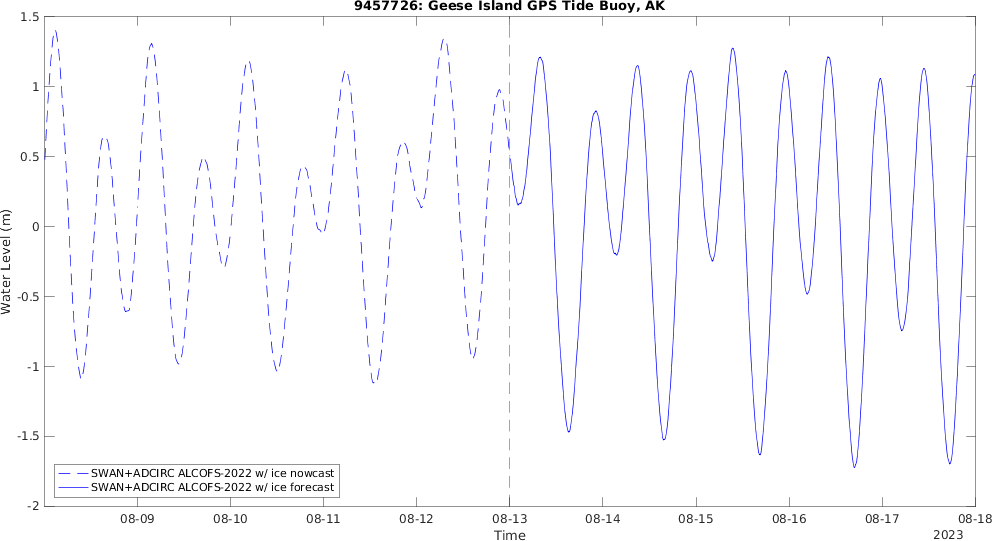 9457726: Geese Island GPS Tide Buoy, AK
1.5
1
0.5
0
-0.5
-1
-1.5
-2
Water Level (m)
SWAN+ADCIRC ALCOFS-2022 w/ ice nowcast
SWAN+ADCIRC ALCOFS-2022 w/ ice forecast
08-09 08-10 08-11 08-12 08-13 08-14 08-15 08-16 08-17 08-18
Time
2023